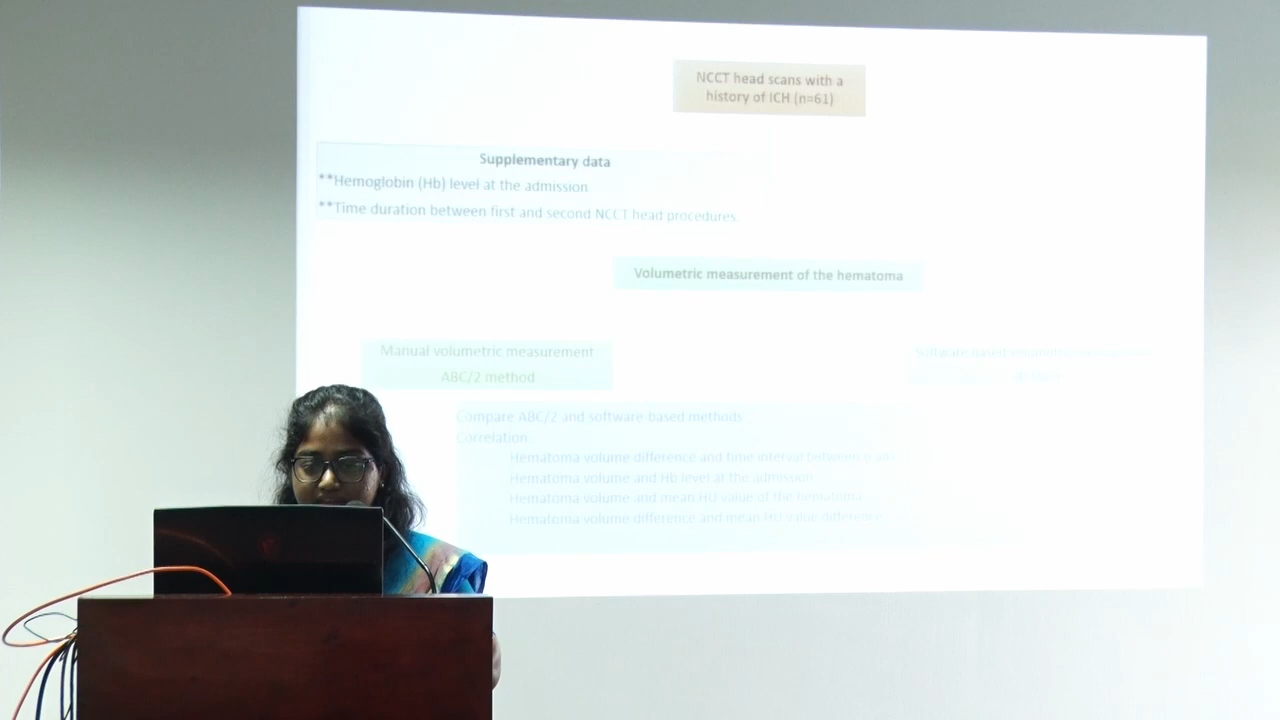 NCCT head scans with a
history of ICH (n=61)
Supplementary data
**Hemoglobin (Hb) level at the admission
**Time duration between first and second NCCT head procedures
Volumetric measurement of the hematoma
Manual volumetric measurement
ABC/2 method
Software based
Compare ABC/2 and software based methods
Correlation
Hematoma volume difference and time interval between scans
Hematoma volume and Hb level at the admission
Hematoma volume and mean HU value of the hematoma
Hematoma volume difference and mean HU value difference